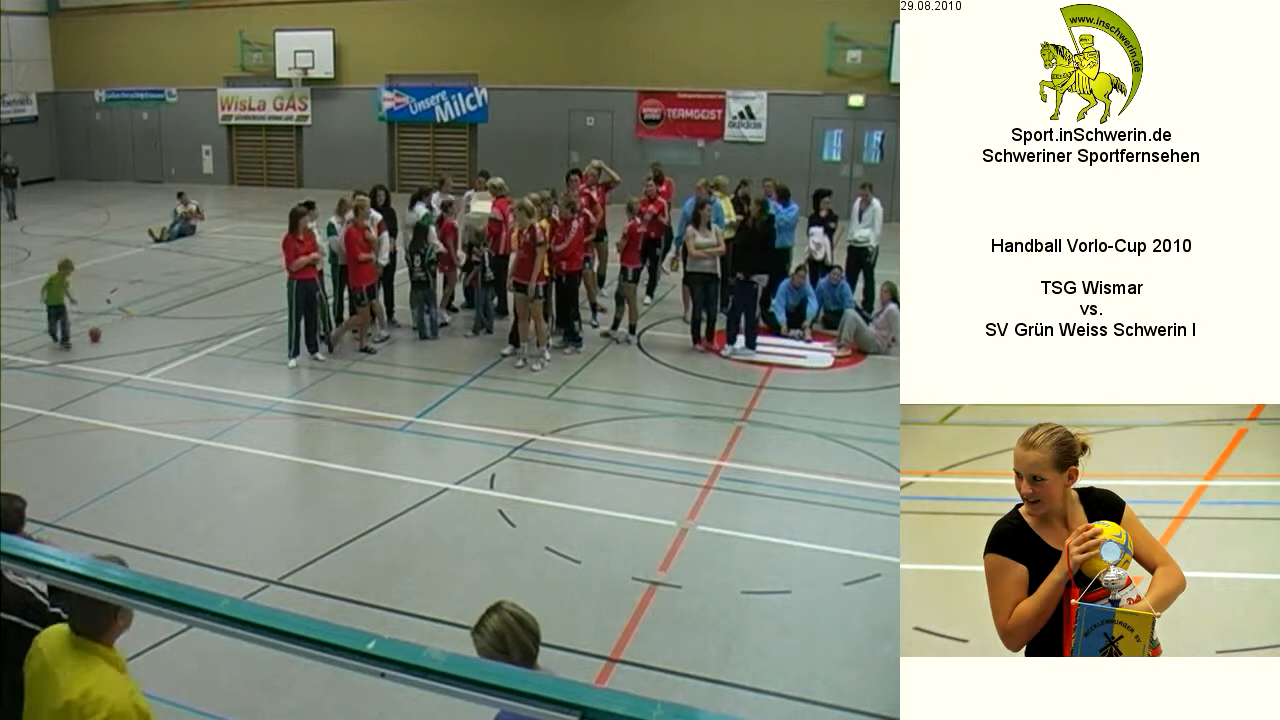 29.08.2010
www.inschwerin.de
Sport.inSchwerin.de
Schweriner Sportfernsehen
Handball Vorlo-Cup 2010
TSG Wismar
vs.
SV Grün Weiss Schwerin I
WisLa GAS
Unsere
Milch
TEAMGEIST
adidas
MECKLENBURGER SV